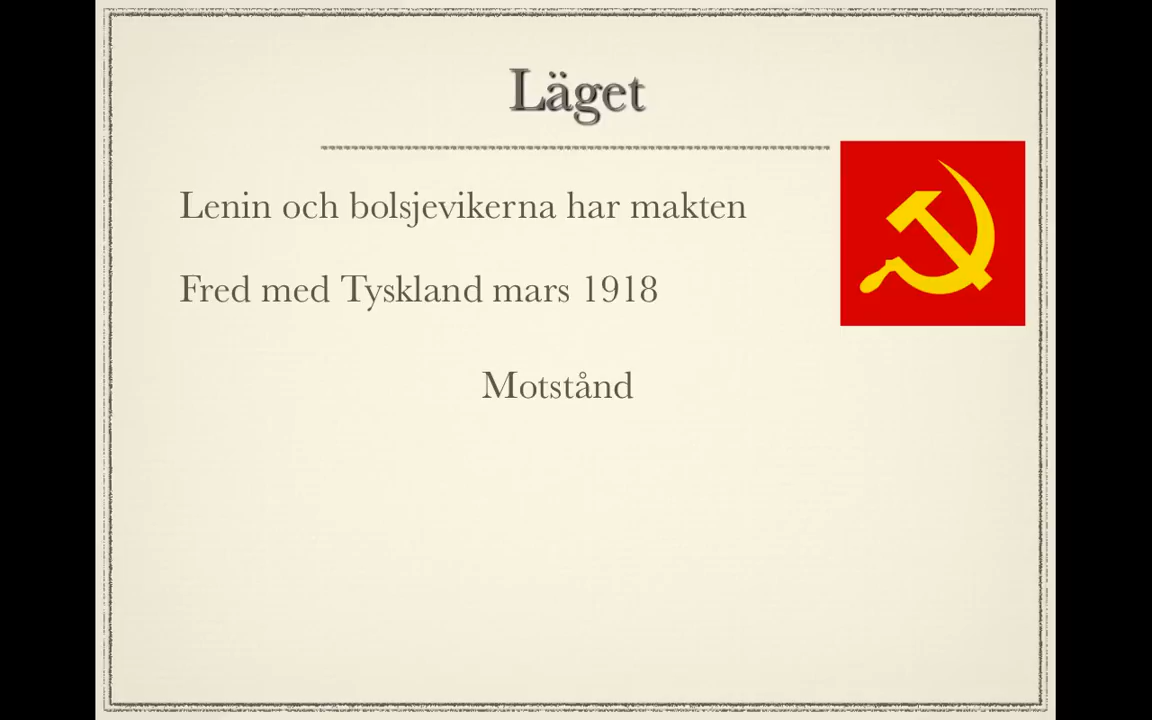 Läget
Lenin och bolsjevikerna har makten
Fred med Tyskland mars 1918
Motstånd